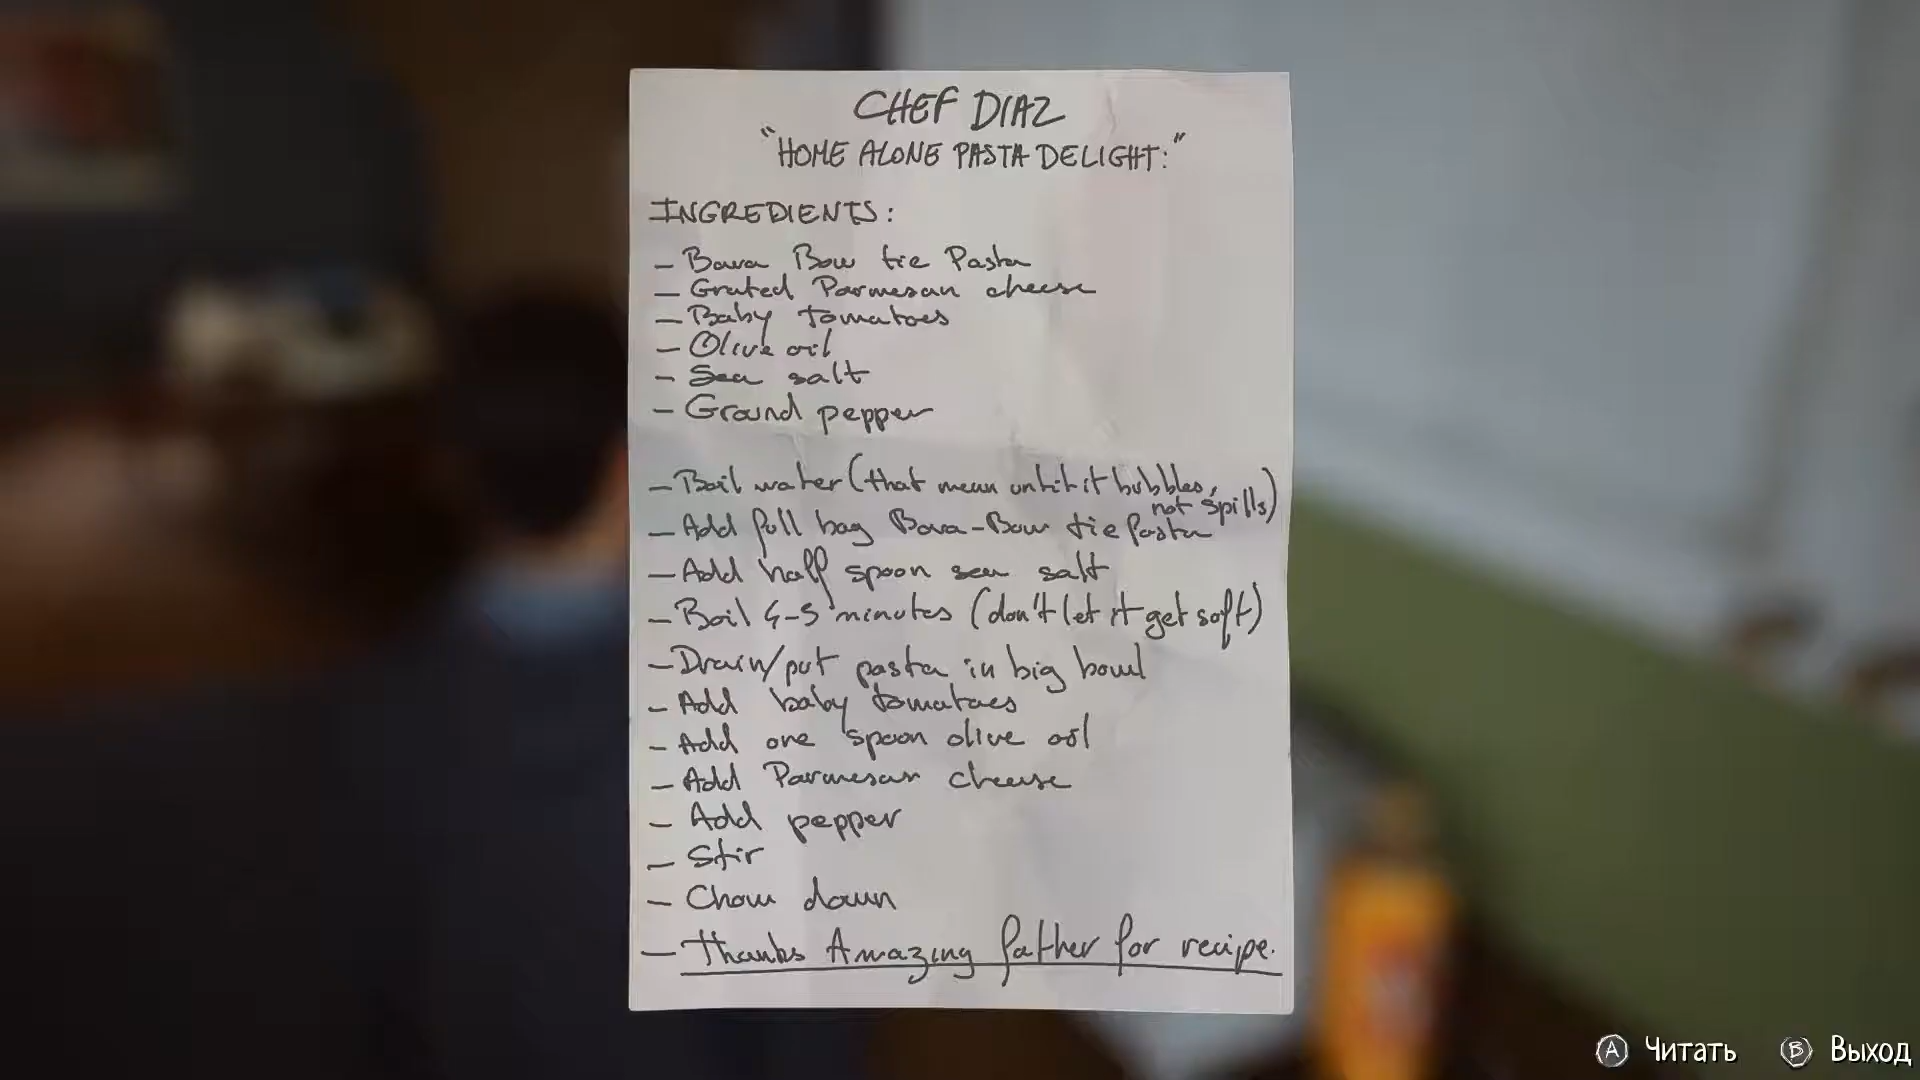 CHEF DIAZ
"HOME ALONE PASTA DELIGHT:"
INGREDIENTS:
- Bava Bow tie Pasta
- Grated Parmesan cheese
- Baby tomatoes
- Olive oil
- Sea salt
- Ground pepper
- Boil water (that mean until it bubbles,
not spills)
- Add full bag Bava-Bow tie Pasta
- Add half spoon sea salt
- Boil 4-5 minutes (don't let it get soft)
- Drain/put pasta in big bowl
- Add baby tomatoes
- Add one spoon olive oil
- Add Parmesan cheese
- Add pepper
- Stir
- Chow down
- Thanks Amazing father for recipe.
A Читать B Выход